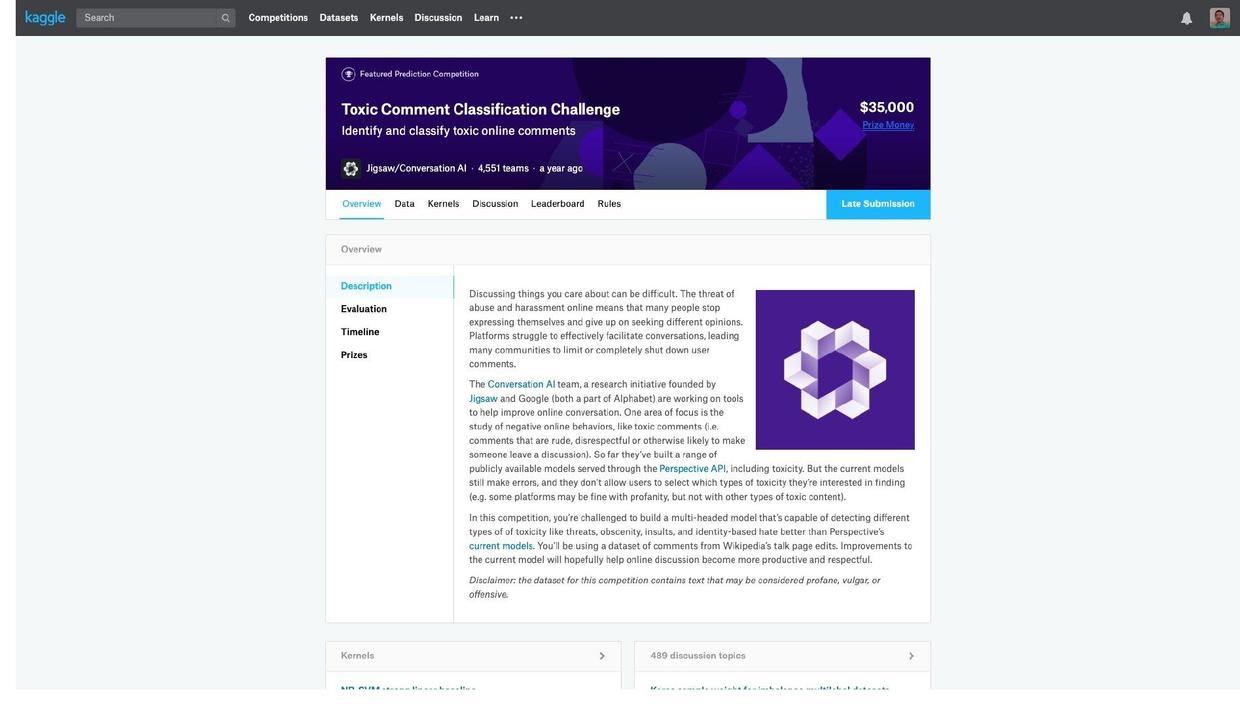 kaggle
Search
Competitions Datasets Kernels Discussion Learn •••
Featured Prediction Competition
Toxic Comment Classification Challenge
$35,000
Identify and classify toxic online comments
Prize Money
Jigsaw/Conversation AI · 4,551 teams · a year ago
Overview Data Kernels Discussion Leaderboard Rules
Late Submission
Overview
Description
Evaluation
Timeline
Prizes
Discussing things you care about can be difficult. The threat of
abuse and harassment online means that many people stop
expressing themselves and give up on seeking different opinions.
Platforms struggle to effectively facilitate conversations, leading
many communities to limit or completely shut down user
comments.
The Conversation AI team, a research initiative founded by
Jigsaw and Google (both a part of Alphabet) are working on tools
to help improve online conversation. One area of focus is the
study of negative online behaviors, like toxic comments (i.e.
comments that are rude, disrespectful or otherwise likely to make
someone leave a discussion). So far they've built a range of
publicly available models served through the Perspective API, including toxicity. But the current models
still make errors, and they don't allow users to select which types of toxicity they're interested in finding
(e.g. some platforms may be fine with profanity, but not with other types of toxic content).
In this competition, you're challenged to build a multi-headed model that's capable of detecting different
types of of toxicity like threats, obscenity, insults, and identity-based hate better than Perspective's
current models. You'll be using a dataset of comments from Wikipedia's talk page edits. Improvements to
the current model will hopefully help online discussion become more productive and respectful.
Disclaimer: the dataset for this competition contains text that may be considered profane, vulgar, or
offensive.
Kernels
489 discussion topics
NB-SVM strong linear baseline
Keras sample weight for imbalance multilabel datasets